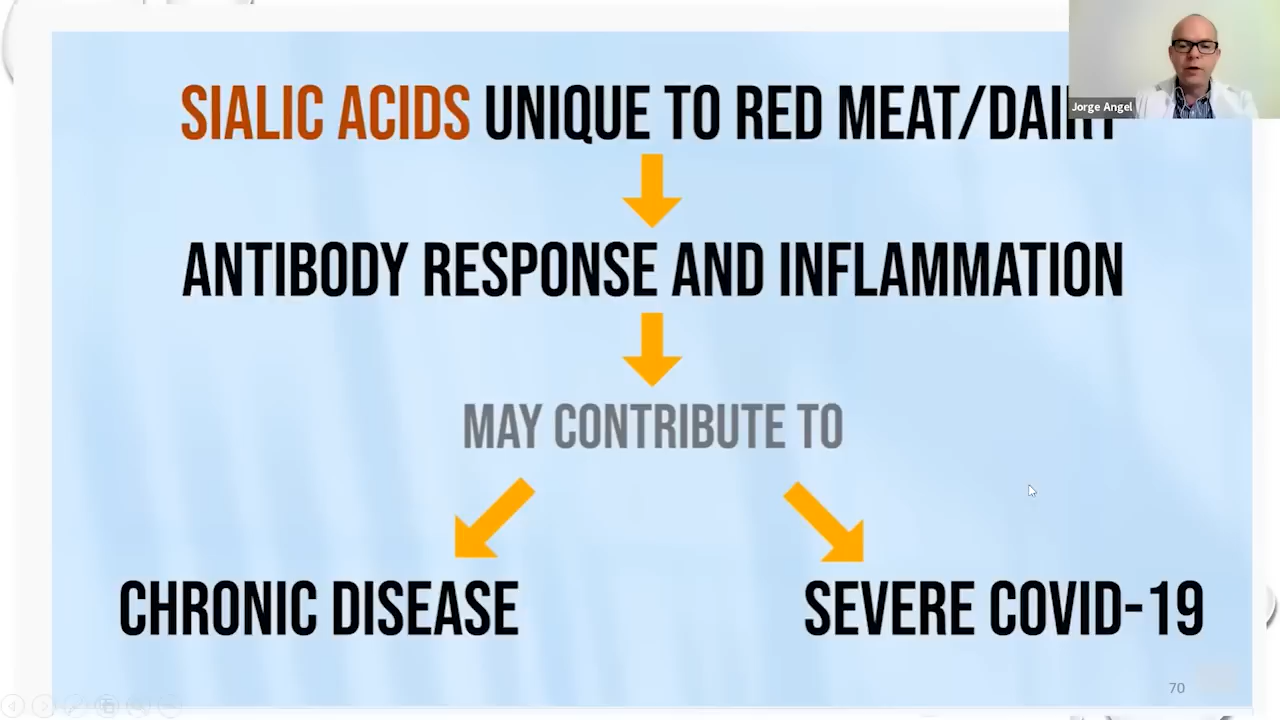 SIALIC ACIDS UNIQUE TO RED MEAT/DAIRY
Jorge Angel
ANTIBODY RESPONSE AND INFLAMMATION
MAY CONTRIBUTE TO
CHRONIC DISEASE
SEVERE COVID-19
70